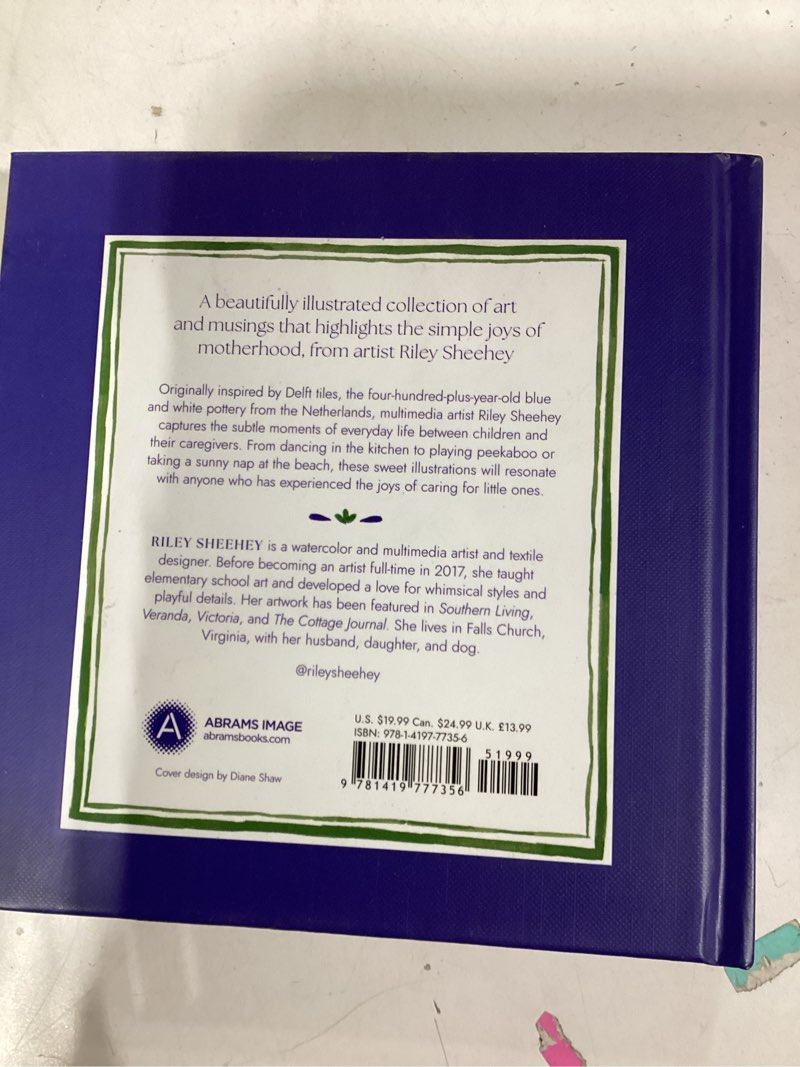 A beautifully illustrated collection of art
and musings that highlights the simple joys of
motherhood, from artist Riley Sheehey
Originally inspired by Delft tiles, the four-hundred-plus-year-old blue
and white pottery from the Netherlands, multimedia artist Riley Sheehey
captures the subtle moments of everyday life between children and
their caregivers. From dancing in the kitchen to playing peekaboo or
taking a sunny nap at the beach, these sweet illustrations will resonate
with anyone who has experienced the joys of caring for little ones.
RILEY SHEEHEY is a watercolor and multimedia artist and textile
designer. Before becoming an artist full-time in 2017, she taught
elementary school art and developed a love for whimsical styles and
playful details. Her artwork has been featured in Southern Living,
Veranda, Victoria, and The Cottage Journal. She lives in Falls Church,
Virginia, with her husband, daughter, and dog.
@rileysheehey
A
ABRAMS IMAGE
abramsbooks.com
Cover design by Diane Shaw
U.S. $19.99 Can. $24.99 U.K. £13.99
ISBN: 978-1-4197-7735-6
51999
9 781419 777356